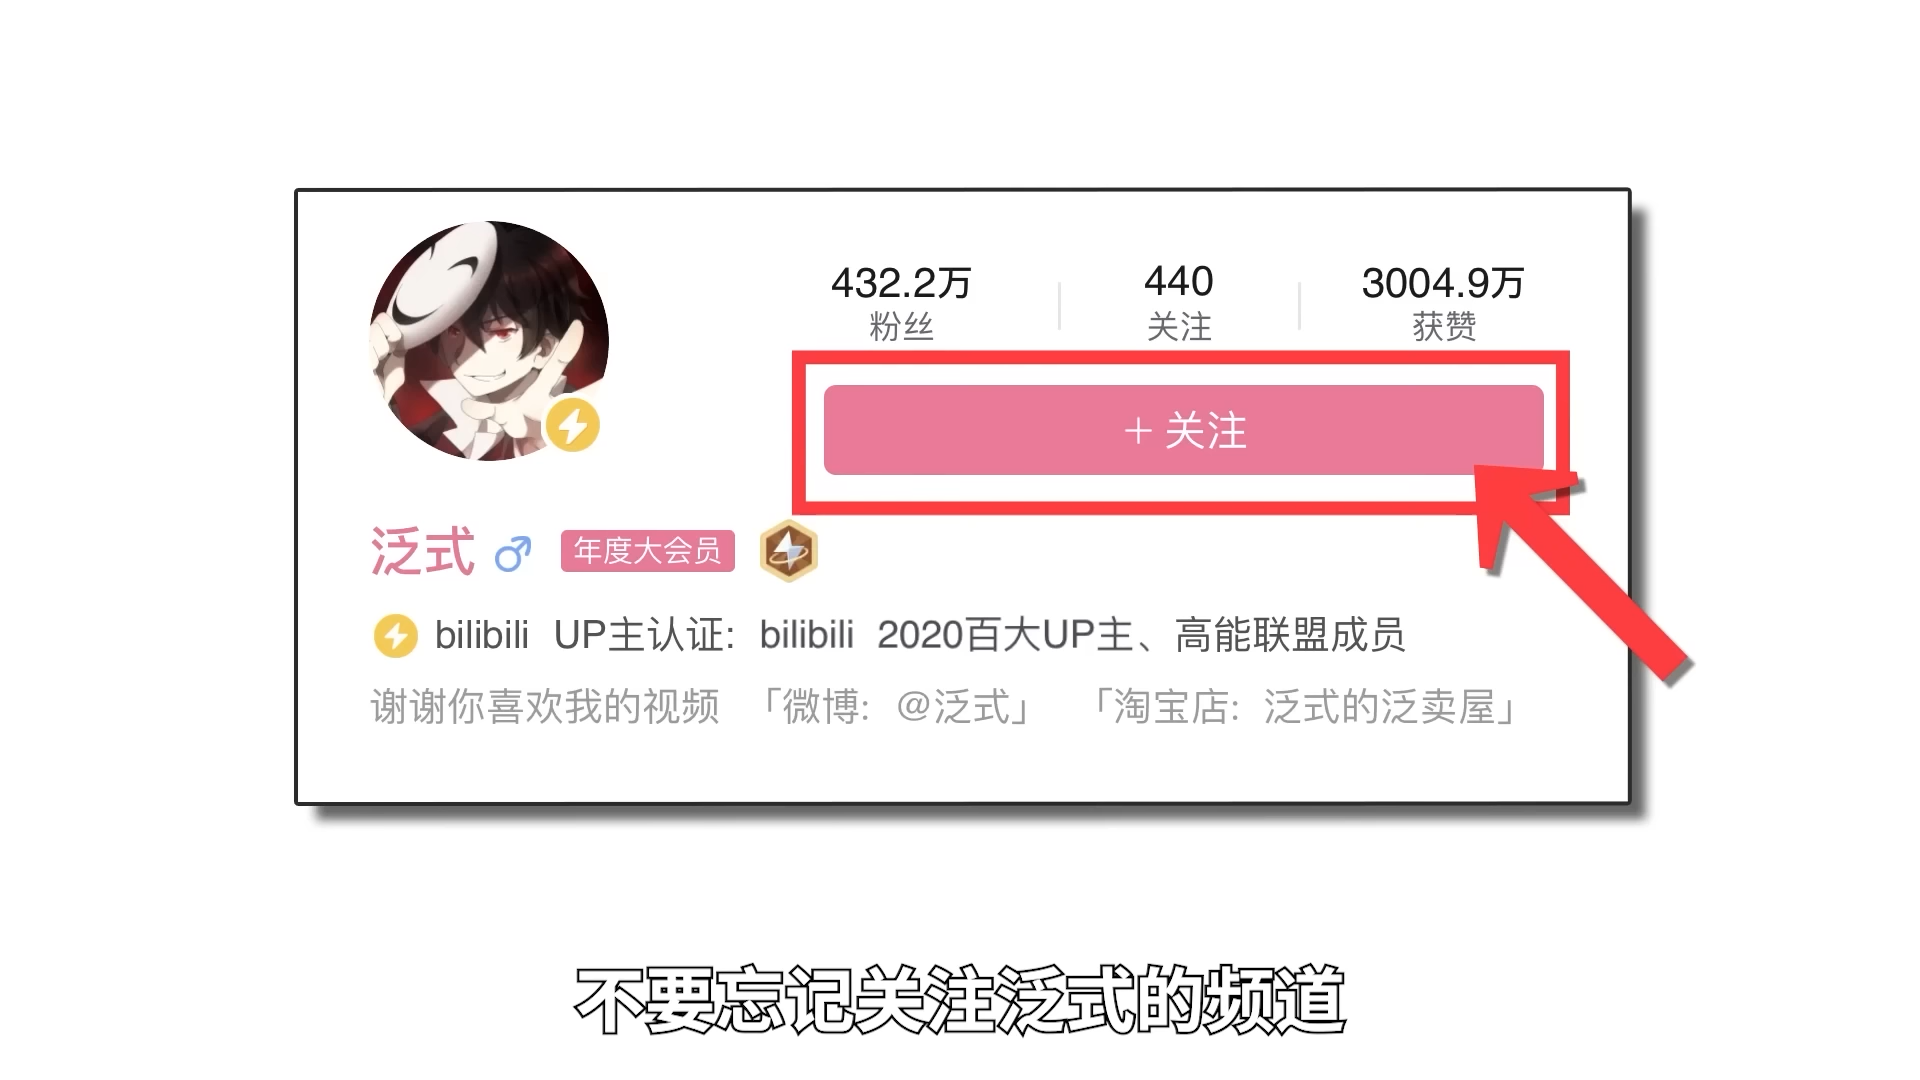 432.2万
粉丝
440
关注
3004.9万
获赞
+ 关注
泛式 ♂ 年度大会员
bilibili UP主认证: bilibili 2020百大UP主、高能联盟成员
谢谢你喜欢我的视频 「微博: @泛式」 「淘宝店: 泛式的泛卖屋」
不要忘记关注泛式的频道